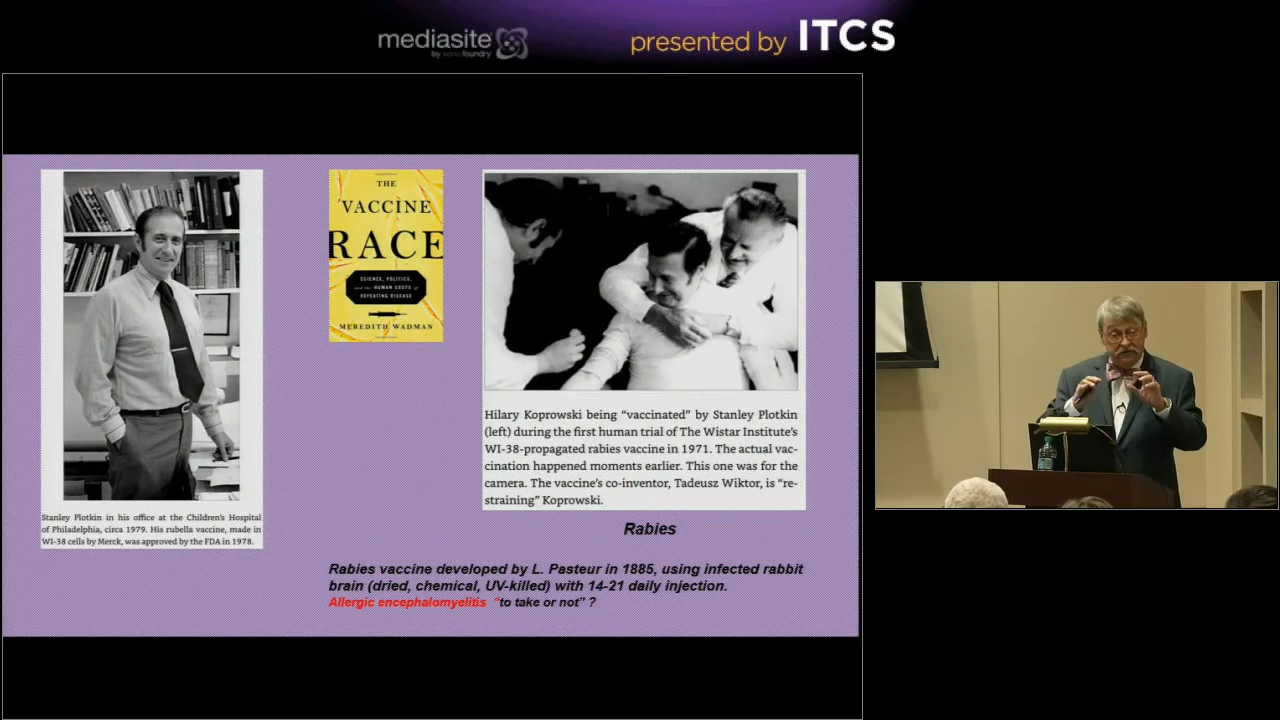 mediasite
by sonicfoundry
presented by ITCS
Stanley Plotkin in his office at the Children's Hospital
of Philadelphia, circa 1979. His rubella vaccine, made in
WI-38 cells by Merck, was approved by the FDA in 1978.
THE
VACCINE
RACE
SCIENCE, POLITICS,
and the HUMAN COSTS of
DEFEATING DISEASE
MEREDITH WADMAN
Hilary Koprowski being “vaccinated” by Stanley Plotkin
(left) during the first human trial of The Wistar Institute's
WI-38-propagated rabies vaccine in 1971. The actual vac-
cination happened moments earlier. This one was for the
camera. The vaccine's co-inventor, Tadeusz Wiktor, is “re-
straining” Koprowski.
Rabies
Rabies vaccine developed by L. Pasteur in 1885, using infected rabbit
brain (dried, chemical, UV-killed) with 14-21 daily injection.
Allergic encephalomyelitis “to take or not” ?